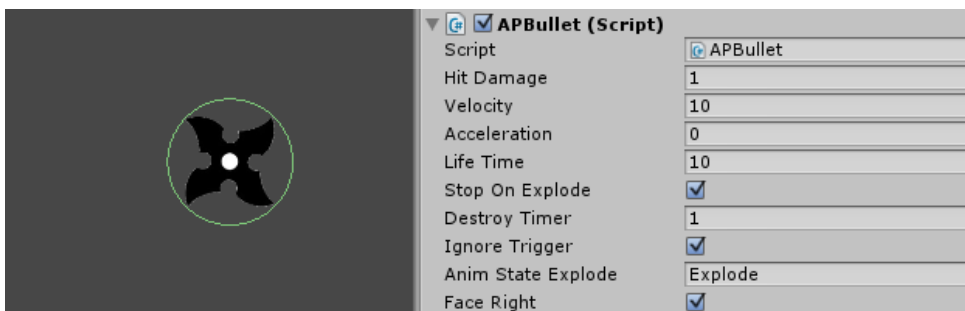 APBullet (Script)
Script APBullet
Hit Damage 1
Velocity 10
Acceleration 0
Life Time 10
Stop On Explode
Destroy Timer 1
Ignore Trigger
Anim State Explode Explode
Face Right